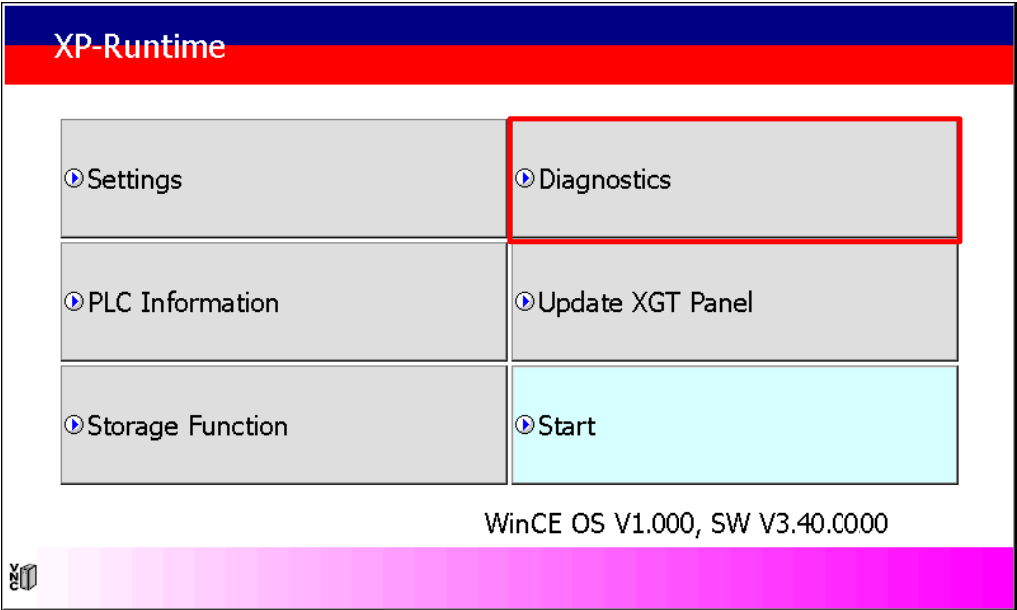 XP-Runtime
Settings
Diagnostics
PLC Information
Update XGT Panel
Storage Function
Start
WinCE OS V1.000, SW V3.40.0000
VNC